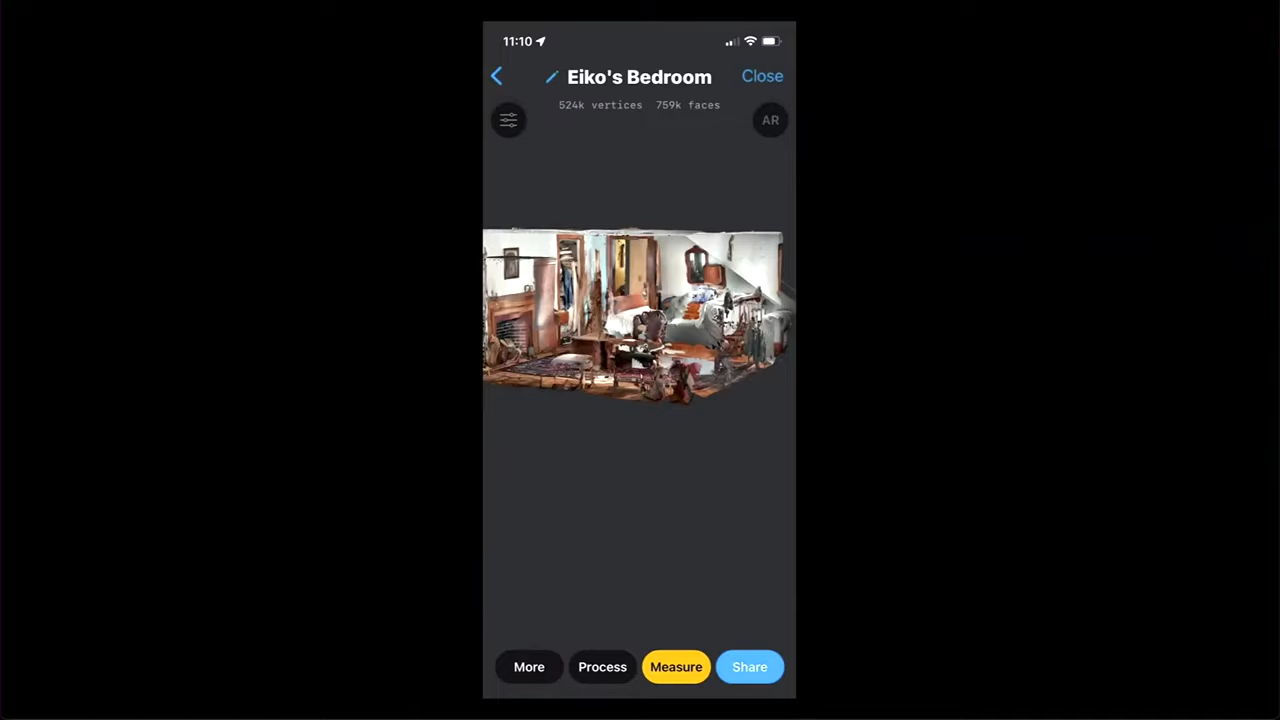 11:10
Eiko's Bedroom
Close
524k vertices 759k faces
AR
More
Process
Measure
Share